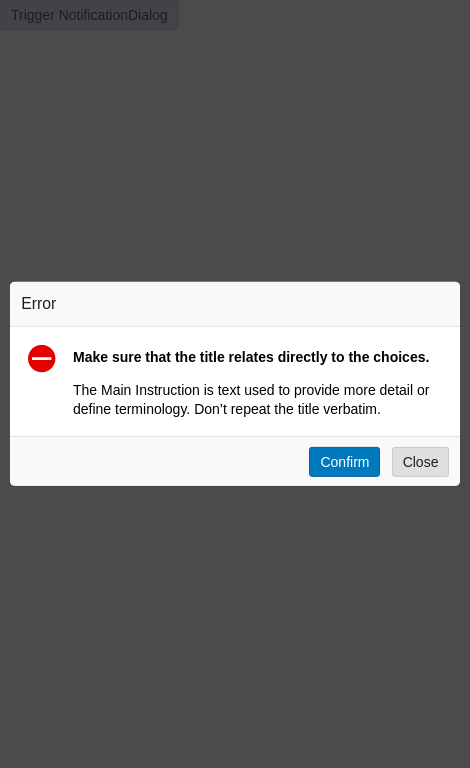 Trigger NotificationDialog
Error
Make sure that the title relates directly to the choices.
The Main Instruction is text used to provide more detail or
define terminology. Don’t repeat the title verbatim.
Confirm Close